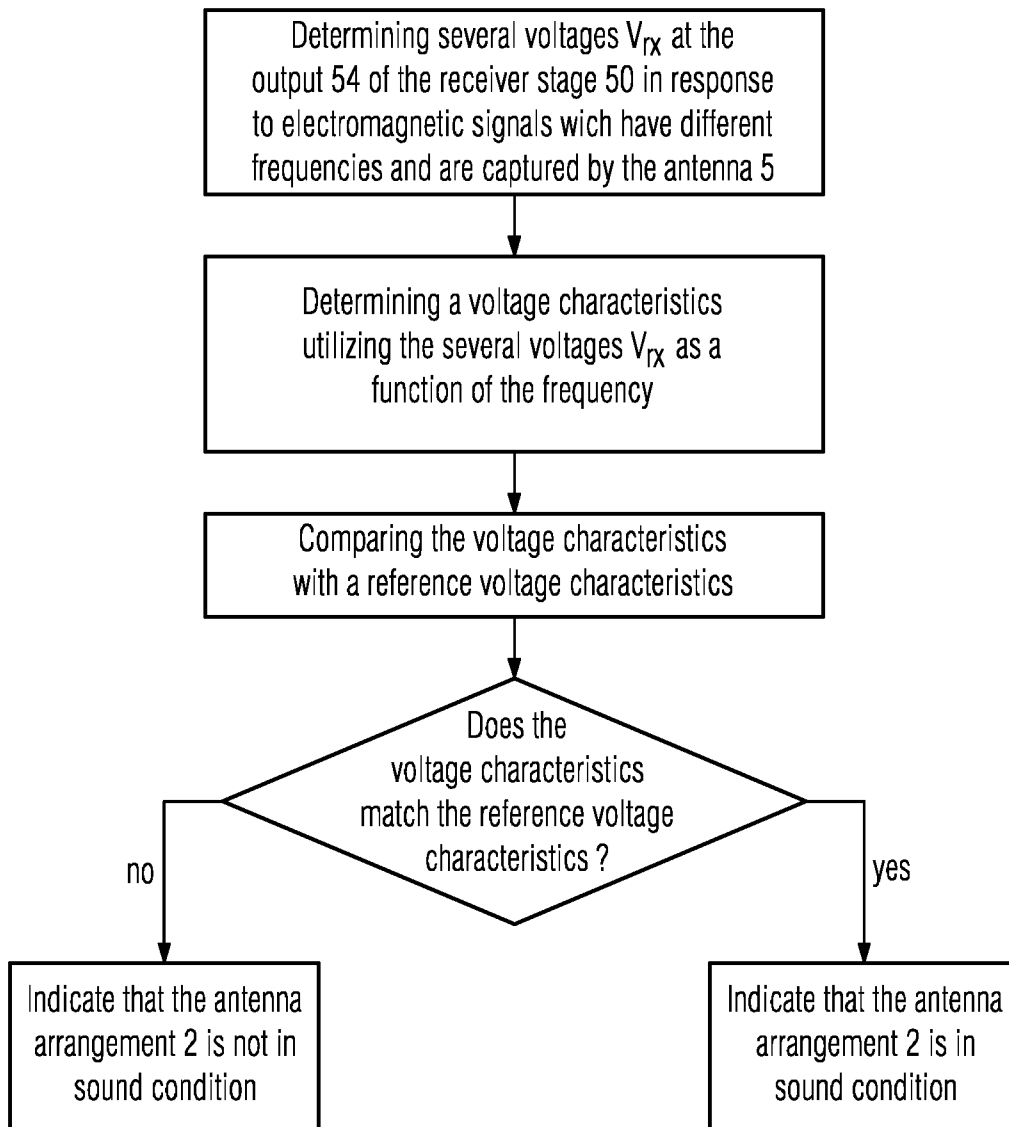 Determining several voltages Vrx at the
output 54 of the receiver stage 50 in response
to electromagnetic signals wich have different
frequencies and are captured by the antenna 5
Determining a voltage characteristics
utilizing the several voltages Vrx as a
function of the frequency
Comparing the voltage characteristics
with a reference voltage characteristics
Does the
voltage characteristics
match the reference voltage
characteristics ?
no
yes
Indicate that the antenna
arrangement 2 is not in
sound condition
Indicate that the antenna
arrangement 2 is in
sound condition